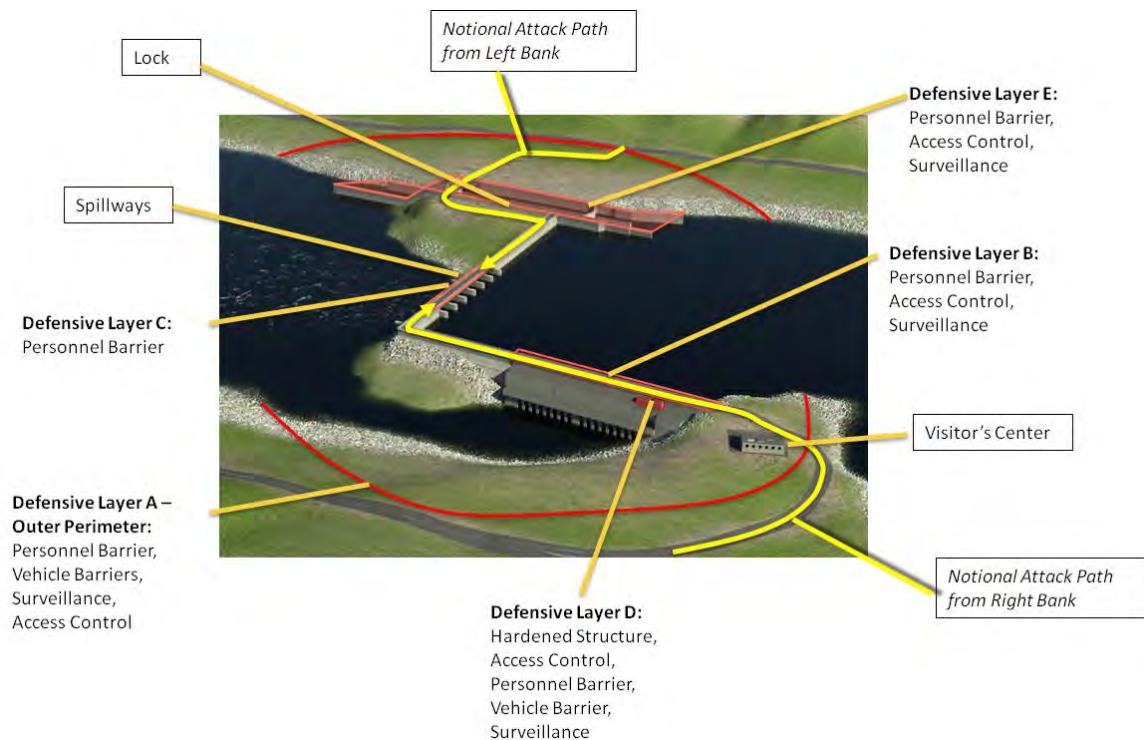 Notional Attack Path
from Left Bank
Lock
Defensive Layer E:
Personnel Barrier,
Access Control,
Surveillance
Spillways
Defensive Layer B:
Personnel Barrier,
Access Control,
Surveillance
Defensive Layer C:
Personnel Barrier
Visitor's Center
Defensive Layer A –
Outer Perimeter:
Personnel Barrier,
Vehicle Barriers,
Surveillance,
Access Control
Notional Attack Path
from Right Bank
Defensive Layer D:
Hardened Structure,
Access Control,
Personnel Barrier,
Vehicle Barrier,
Surveillance